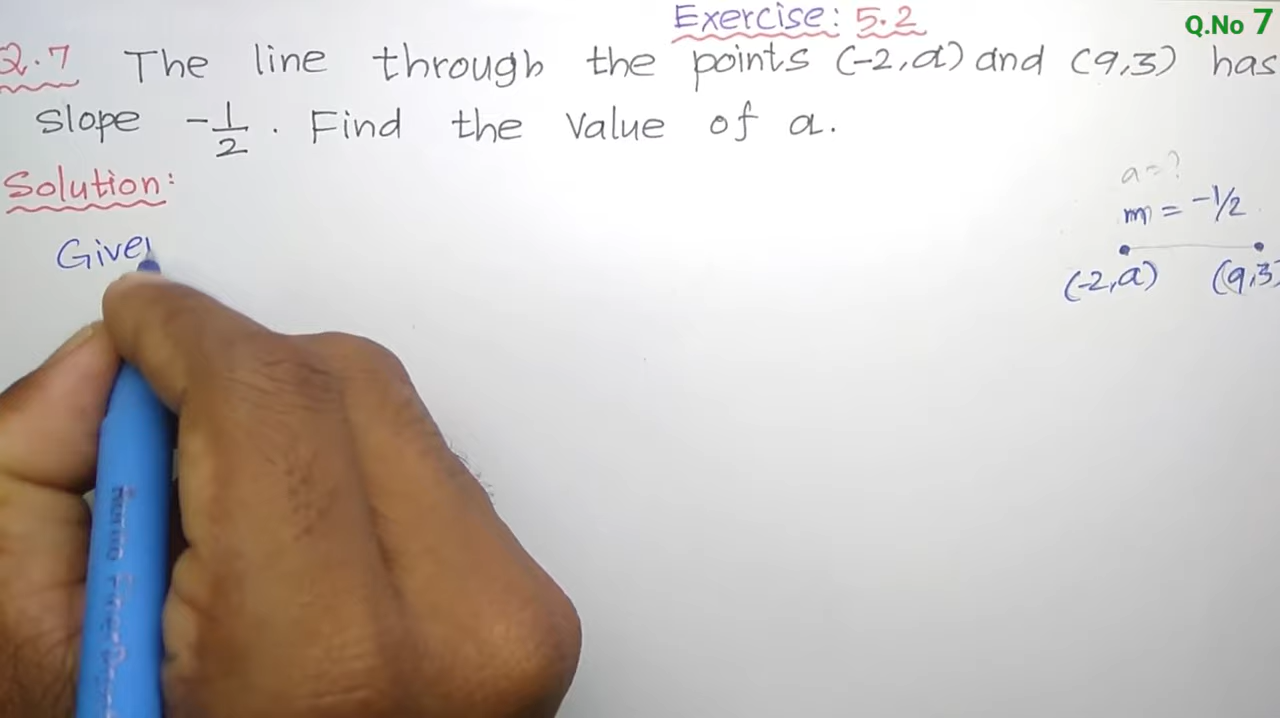 Exercise: 5.2
Q.No 7
Q.7 The line through the points (-2,a) and (9,3) has
slope -1/2. Find the value of a.
Solution:
a=?
m = -1/2
Give
(-2,a) (9,3)